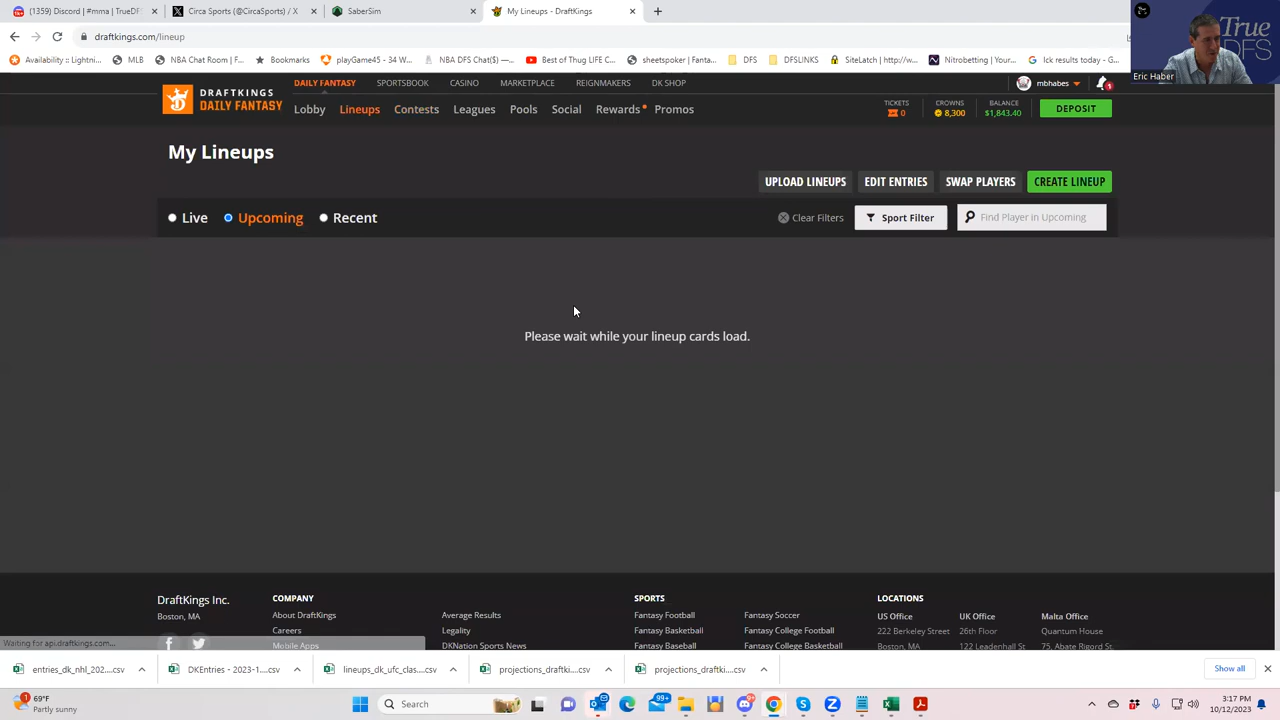 (1359) Discord | #mma | TrueDF
Circa Sports (@CircaSports) / X
SaberSim
My Lineups - DraftKings
draftkings.com/lineup
Availability :: Lightni...
MLB
NBA Chat Room | F...
Bookmarks
playGame45 - 34 W...
NBA DFS Chat($) —...
Best of Thug LIFE C...
sheetspoker | Fanta...
DFS
DFSLINKS
SiteLatch | http://w...
Nitrobetting | Your...
Ick results today - G...
True
DFS
Eric Haber
DRAFTKINGS
DAILY FANTASY
DAILY FANTASY
SPORTSBOOK
CASINO
MARKETPLACE
REIGNMAKERS
DK SHOP
mbhabes
Lobby
Lineups
Contests
Leagues
Pools
Social
Rewards
Promos
TICKETS
0
CROWNS
8,300
BALANCE
$1,843.40
DEPOSIT
My Lineups
UPLOAD LINEUPS
EDIT ENTRIES
SWAP PLAYERS
CREATE LINEUP
Live
Upcoming
Recent
Clear Filters
Sport Filter
Find Player in Upcoming
Please wait while your lineup cards load.
DraftKings Inc.
Boston, MA
COMPANY
About DraftKings
Careers
Mobile Apps
Average Results
Legality
DKNation Sports News
SPORTS
Fantasy Football
Fantasy Basketball
Fantasy Baseball
Fantasy Soccer
Fantasy College Football
Fantasy College Basketball
LOCATIONS
US Office
222 Berkeley Street
Boston, MA
UK Office
26th Floor
122 Leadenhall St
Malta Office
Quantum House
75, Abate Rigord St.
Waiting for api.draftkings.com...
entries_dk_nhl_202....csv
DKEntries - 2023-1....csv
lineups_dk_ufc_clas....csv
projections_draftki....csv
projections_draftki....csv
Show all
69°F
Partly sunny
Search
99+
3:17 PM
10/12/2023